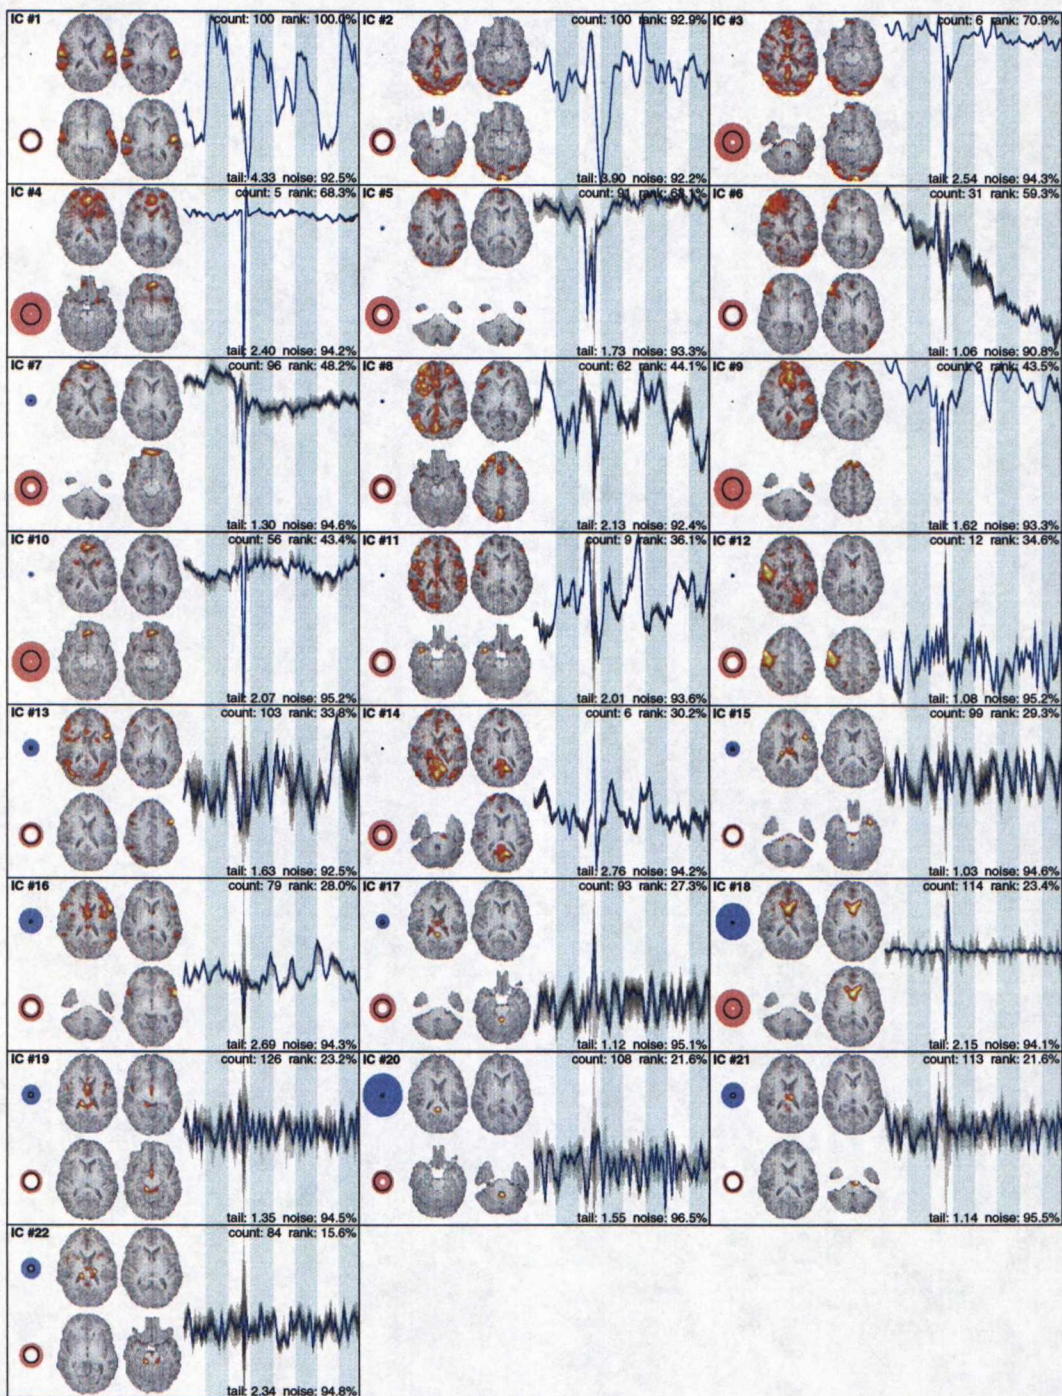 IC #1 count: 100 rank: 100.0%
tail: 4.33 noise: 92.5%
IC #2 count: 100 rank: 92.9%
tail: 3.90 noise: 92.2%
IC #3 count: 6 rank: 70.9%
tail: 2.54 noise: 94.3%
IC #4 count: 5 rank: 68.3%
tail: 2.40 noise: 94.2%
IC #5 count: 91
tail: 1.73 noise: 93.3%
IC #6 count: 31 rank: 59.3%
tail: 1.06 noise: 90.8%
IC #7 count: 96 rank: 48.2%
tail: 1.30 noise: 94.6%
IC #8 count: 62 rank: 44.1%
tail: 2.13 noise: 92.4%
IC #9 count: 2 rank: 43.5%
tail: 1.62 noise: 93.3%
IC #10 count: 56 rank: 43.4%
tail: 2.07 noise: 95.2%
IC #11 count: 9 rank: 36.1%
tail: 2.01 noise: 93.6%
IC #12 count: 12 rank: 34.6%
tail: 1.08 noise: 95.2%
IC #13 count: 103 rank: 33.8%
tail: 1.63 noise: 92.5%
IC #14 count: 6 rank: 30.2%
tail: 2.76 noise: 94.2%
IC #15 count: 99 rank: 29.3%
tail: 1.03 noise: 94.6%
IC #16 count: 79 rank: 28.0%
tail: 2.69 noise: 94.3%
IC #17 count: 93 rank: 27.3%
tail: 1.12 noise: 95.1%
IC #18 count: 114 rank: 23.4%
tail: 2.15 noise: 94.1%
IC #19 count: 126 rank: 23.2%
tail: 1.35 noise: 94.5%
IC #20 count: 108 rank: 21.6%
tail: 1.55 noise: 96.5%
IC #21 count: 113 rank: 21.6%
tail: 1.14 noise: 95.5%
IC #22 count: 84 rank: 15.6%
tail: 2.34 noise: 94.8%